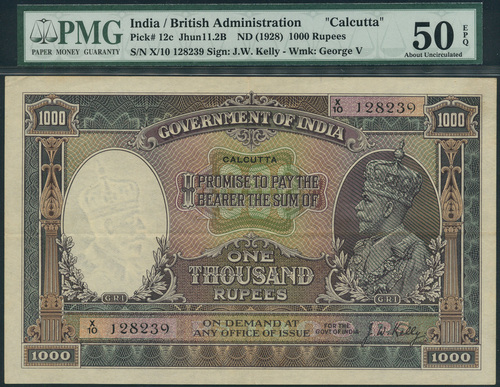 PMG
PAPER MONEY GUARANTY
India / British Administration "Calcutta"
Pick# 12c Jhun11.2B ND (1928) 1000 Rupees
S/N X/10 128239 Sign: J.W. Kelly - Wmk: George V
50 EPQ
About Uncirculated
X/10 128239
1000
1000
GOVERNMENT OF INDIA
CALCUTTA
I PROMISE TO PAY THE
BEARER THE SUM OF
ONE
THOUSAND
RUPEES
G R I
G R I
X/10 128239
ON DEMAND AT
ANY OFFICE OF ISSUE
FOR THE
GOVT OF INDIA
J. W. Kelly
1000
1000